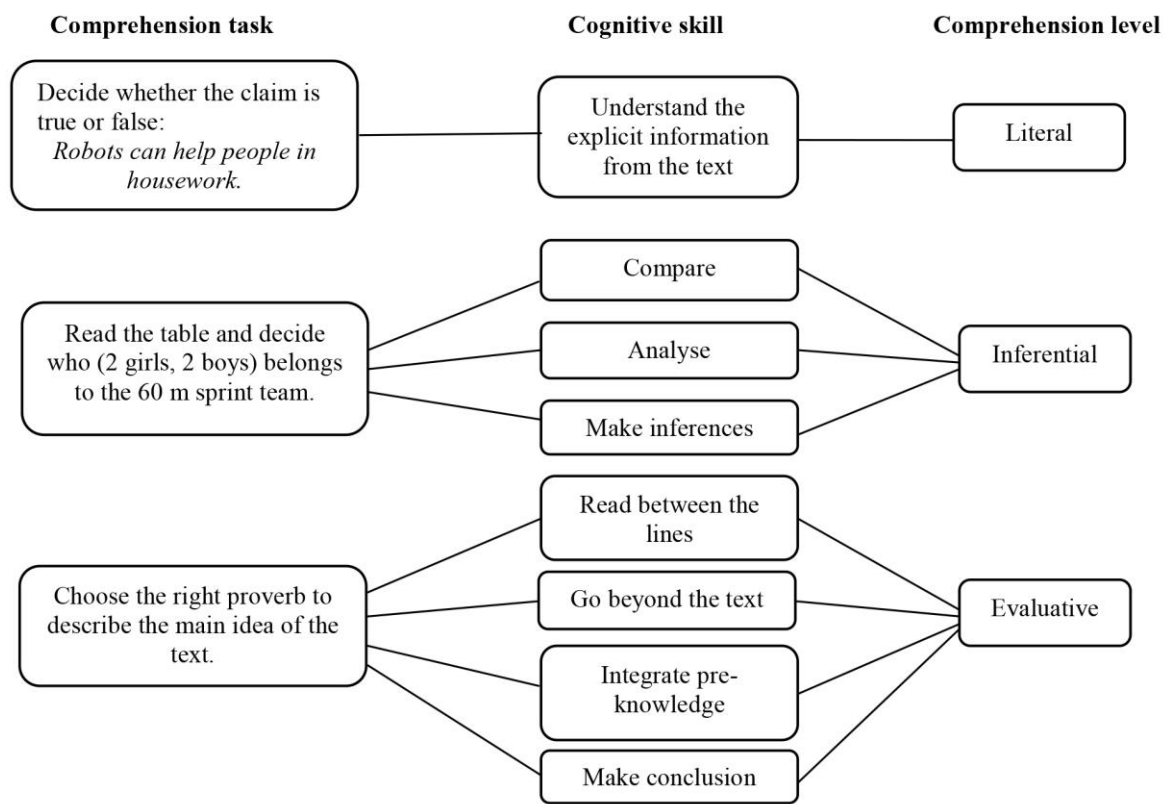 Comprehension task
Cognitive skill
Comprehension level
Decide whether the claim is
true or false:
Robots can help people in
housework.
Understand the
explicit information
from the text
Literal
Read the table and decide
who (2 girls, 2 boys) belongs
to the 60 m sprint team.
Compare
Analyse
Make inferences
Inferential
Choose the right proverb to
describe the main idea of the
text.
Read between the
lines
Go beyond the text
Integrate pre-
knowledge
Make conclusion
Evaluative